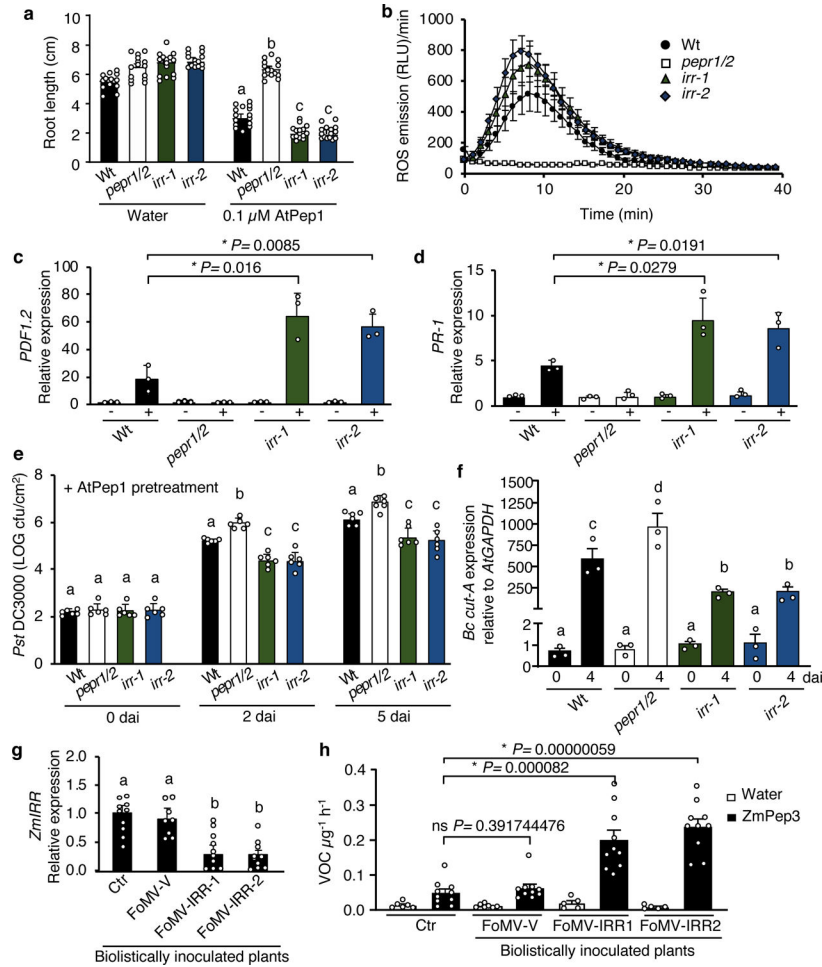 a
Root length (cm)
10
8
6
4
2
0
a
b
c
c
Wt
pepr1/2
irr-1
irr-2
Wt
pepr1/2
irr-1
irr-2
Water
0.1 µM AtPep1
b
ROS emission (RLU)/min
1000
800
600
400
200
0
0
10
20
30
40
Time (min)
Wt
pepr1/2
irr-1
irr-2
c
PDF1.2
Relative expression
100
80
60
40
20
0
* P= 0.0085
* P= 0.016
- + - + - + - +
Wt
pepr1/2
irr-1
irr-2
d
PR-1
Relative expression
15
10
5
0
* P= 0.0191
* P= 0.0279
- + - + - + - +
Wt
pepr1/2
irr-1
irr-2
e
+ AtPep1 pretreatment
Pst DC3000 (LOG cfu/cm²)
8
6
4
2
0
a a a a
a b c c
a b c c
Wt
pepr1/2
irr-1
irr-2
Wt
pepr1/2
irr-1
irr-2
Wt
pepr1/2
irr-1
irr-2
0 dai
2 dai
5 dai
f
Bc cut-A Expression
relative to AtGAPDH
1500
1250
1000
750
500
250
2
1
0
a c a d a b a b
0 4 0 4 0 4 0 4 dai
Wt
pepr1/2
irr-1
irr-2
g
ZmIRR
Relative expression
2.0
1.5
1.0
0.5
0.0
a a b b
Ctr
FoMV-V
FoMV-IRR-1
FoMV-IRR-2
Biolistically inoculated plants
h
VOC µg⁻¹ h⁻¹
0.4
0.3
0.2
0.1
0.0
* P= 0.00000059
* P= 0.000082
ns P= 0.391744476
Water
ZmPep3
Ctr
FoMV-V
FoMV-IRR1
FoMV-IRR2
Biolistically inoculated plants